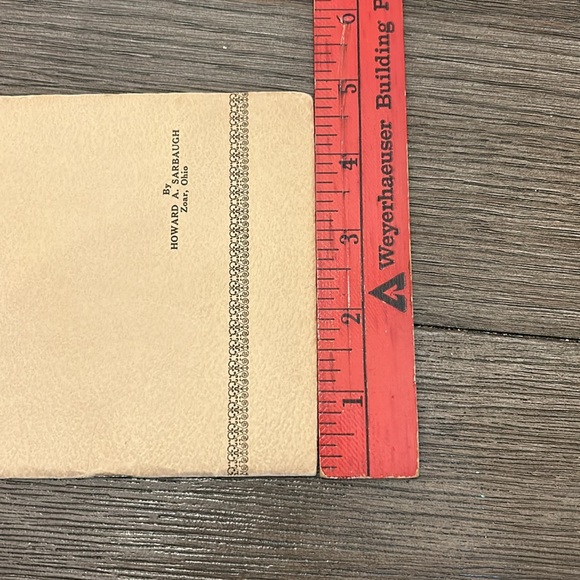 By
HOWARD A. SARBAUGH
Zoar, Ohio
1
2
3
4
5
6
Weyerhaeuser Building P